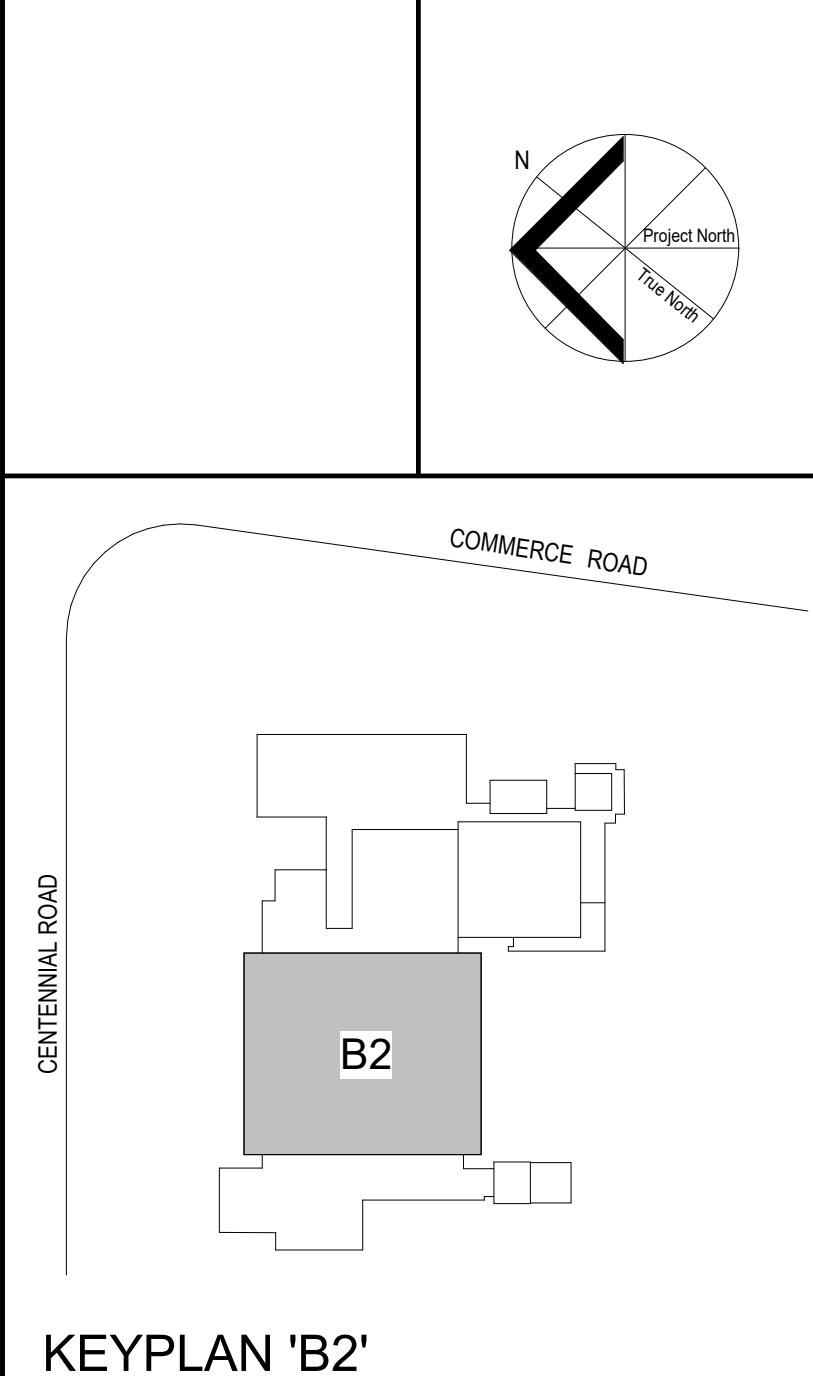 N
Project North
True North
COMMERCE ROAD
CENTENNIAL ROAD
B2
KEYPLAN 'B2'